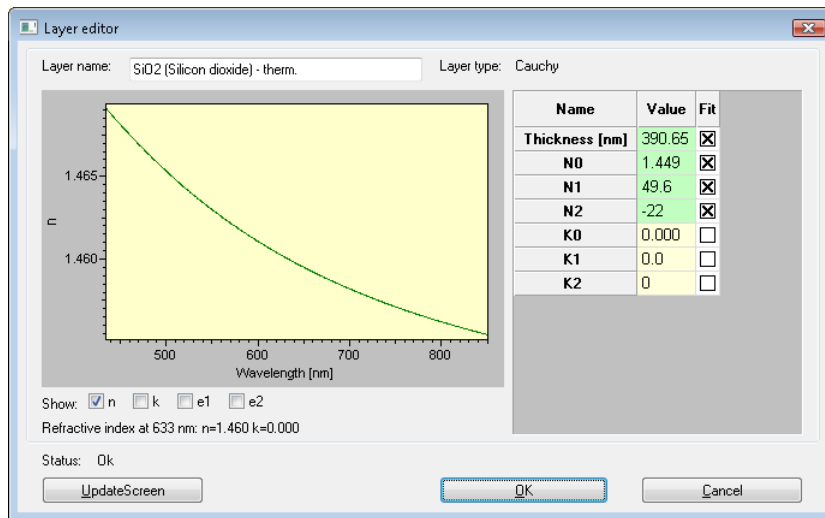 Layer editor
Layer name: SiO2 (Silicon dioxide) - therm. Layer type: Cauchy
Name Value Fit
Thickness [nm] 390.65
N0 1.449
N1 49.6
N2 -22
K0 0.000
K1 0.0
K2 0
n
1.465
1.460
500 600 700 800
Wavelength [nm]
Show: n k e1 e2
Refractive index at 633 nm: n=1.460 k=0.000
Status: Ok
UpdateScreen OK Cancel